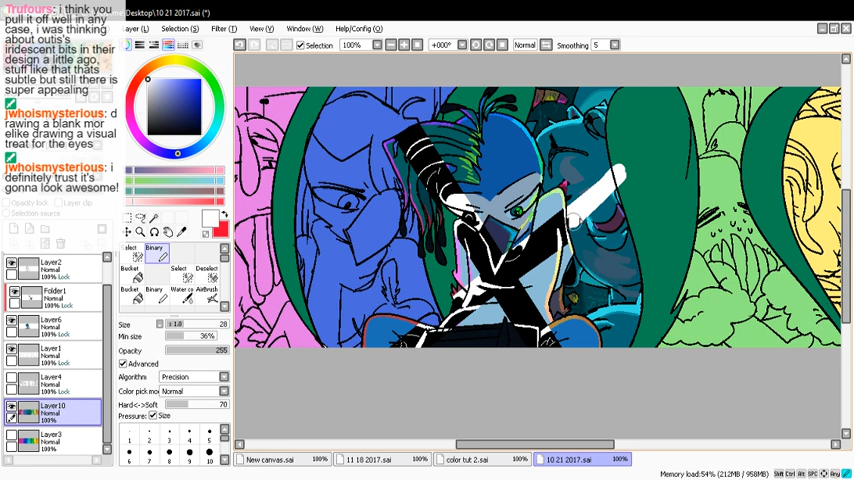 Home\Desktop\10 21 2017.sai (*)
Trufours: i think you
pull it off well in any
case, i was thinking
about outis's
iridescent bits in their
design a little ago,
stuff like that thats
subtle but still there is
super appealing
jwhoismysterious: d
rawing a blank mor
elike drawing a visual
treat for the eyes
jwhoismysterious: i
definitely trust it's
gonna look awesome!
Layer (L) Selection (S) Filter (T) View (V) Window (W) Help/Config (O)
Selection 100% +000° Normal Smoothing 5
Opacity lock Layer clip
Selection source
Layer2
Normal
100% Lock
Folder1
Normal
100% Lock
Layer6
Normal
100% Lock
Layer1
Normal
100% Lock
Layer4
Normal
100% Lock
Layer10
Normal
100%
Layer3
Normal
100%
Select Binary
Bucket Select Deselect
Bucket Binary Water co AirBrush
Size x 1.0 28
Min size 36%
Opacity 255
Advanced
Algorithm Precision
Color pick mo Normal
Hard<->Soft 70
Pressure: Size
1 2 3 4 5
6 7 8 9 10
New canvas.sai 100% 11 18 2017.sai 100% color tut 2.sai 100% 10 21 2017.sai 100%
Memory load:54% (212MB / 958MB) Shift Ctrl Alt SPC Any